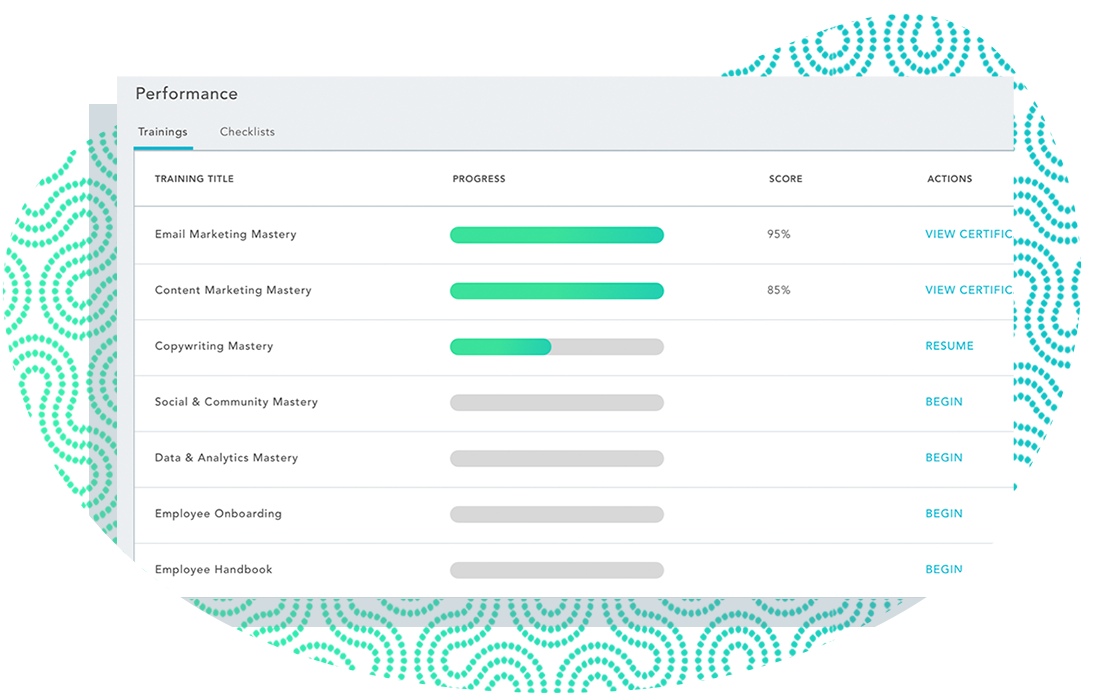 Performance
Trainings Checklists
TRAINING TITLE PROGRESS SCORE ACTIONS
Email Marketing Mastery 95% VIEW CERTIFIC
Content Marketing Mastery 85% VIEW CERTIFIC
Copywriting Mastery RESUME
Social & Community Mastery BEGIN
Data & Analytics Mastery BEGIN
Employee Onboarding BEGIN
Employee Handbook BEGIN